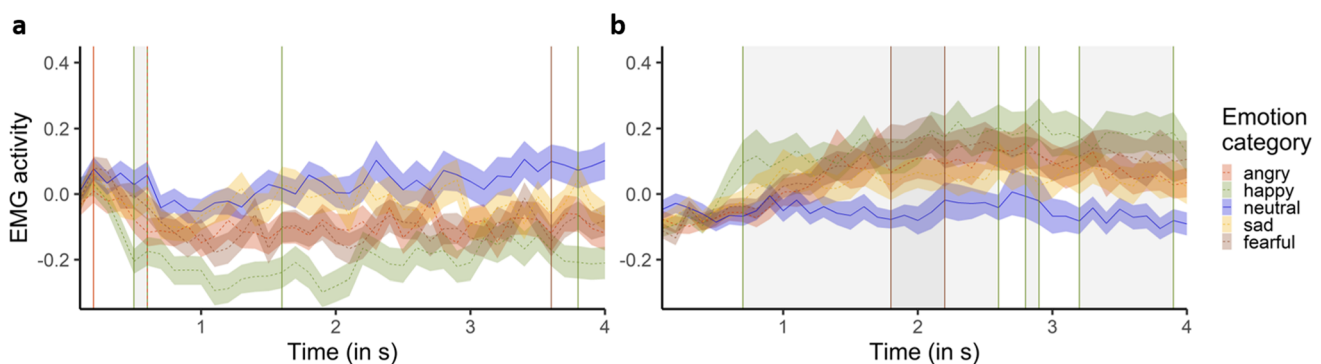 a
b
0.4
0.2
0.0
-0.2
EMG activity
1
2
3
4
Time (in s)
0.4
0.2
0.0
-0.2
1
2
3
4
Time (in s)
Emotion
category
angry
happy
neutral
sad
fearful